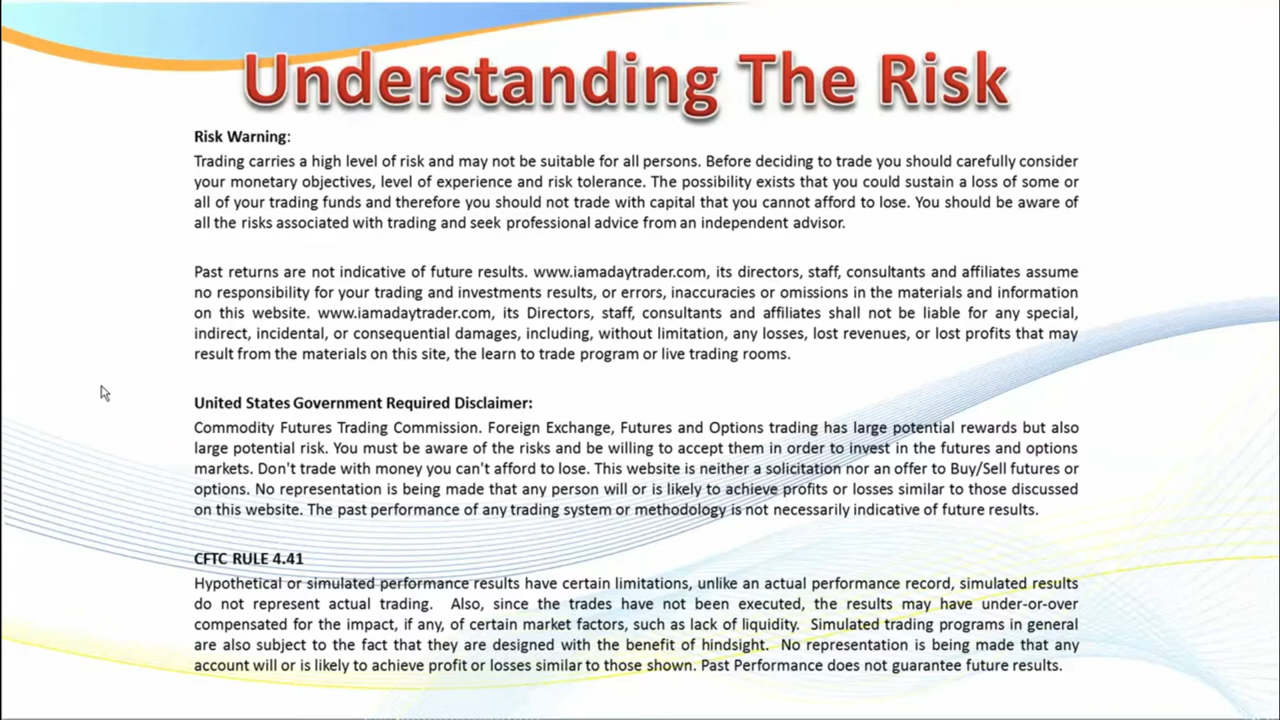 Understanding The Risk
Risk Warning:
Trading carries a high level of risk and may not be suitable for all persons. Before deciding to trade you should carefully consider
your monetary objectives, level of experience and risk tolerance. The possibility exists that you could sustain a loss of some or
all of your trading funds and therefore you should not trade with capital that you cannot afford to lose. You should be aware of
all the risks associated with trading and seek professional advice from an independent advisor.
Past returns are not indicative of future results. www.iamadaytrader.com, its directors, staff, consultants and affiliates assume
no responsibility for your trading and investments results, or errors, inaccuracies or omissions in the materials and information
on this website. www.iamadaytrader.com, its Directors, staff, consultants and affiliates shall not be liable for any special,
indirect, incidental, or consequential damages, including, without limitation, any losses, lost revenues, or lost profits that may
result from the materials on this site, the learn to trade program or live trading rooms.
United States Government Required Disclaimer:
Commodity Futures Trading Commission. Foreign Exchange, Futures and Options trading has large potential rewards but also
large potential risk. You must be aware of the risks and be willing to accept them in order to invest in the futures and options
markets. Don't trade with money you can't afford to lose. This website is neither a solicitation nor an offer to Buy/Sell futures or
options. No representation is being made that any person will or is likely to achieve profits or losses similar to those discussed
on this website. The past performance of any trading system or methodology is not necessarily indicative of future results.
CFTC RULE 4.41
Hypothetical or simulated performance results have certain limitations, unlike an actual performance record, simulated results
do not represent actual trading. Also, since the trades have not been executed, the results may have under-or-over
compensated for the impact, if any, of certain market factors, such as lack of liquidity. Simulated trading programs in general
are also subject to the fact that they are designed with the benefit of hindsight. No representation is being made that any
account will or is likely to achieve profit or losses similar to those shown. Past Performance does not guarantee future results.